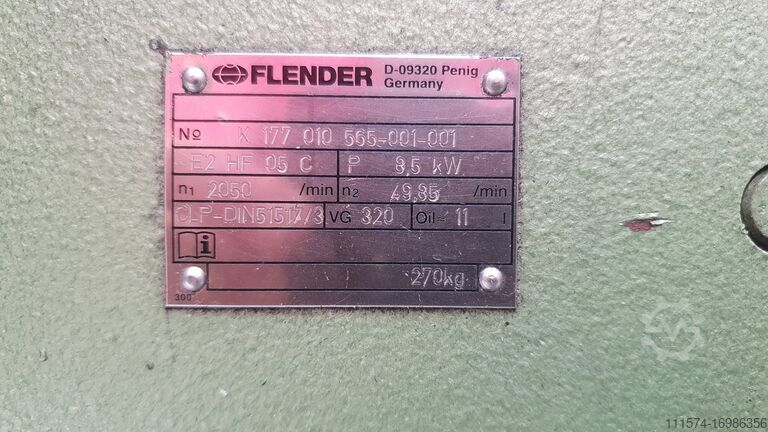 FLENDER D-09320 Penig
Germany
No K 177 010 565-001-001
E2 HF 05 C P 8,5 kW
n1 2050 /min n2 49,85 /min
CLP-DIN51517/3 VG 320 Oil- 11 l
i
270kg
300
111574-16986356